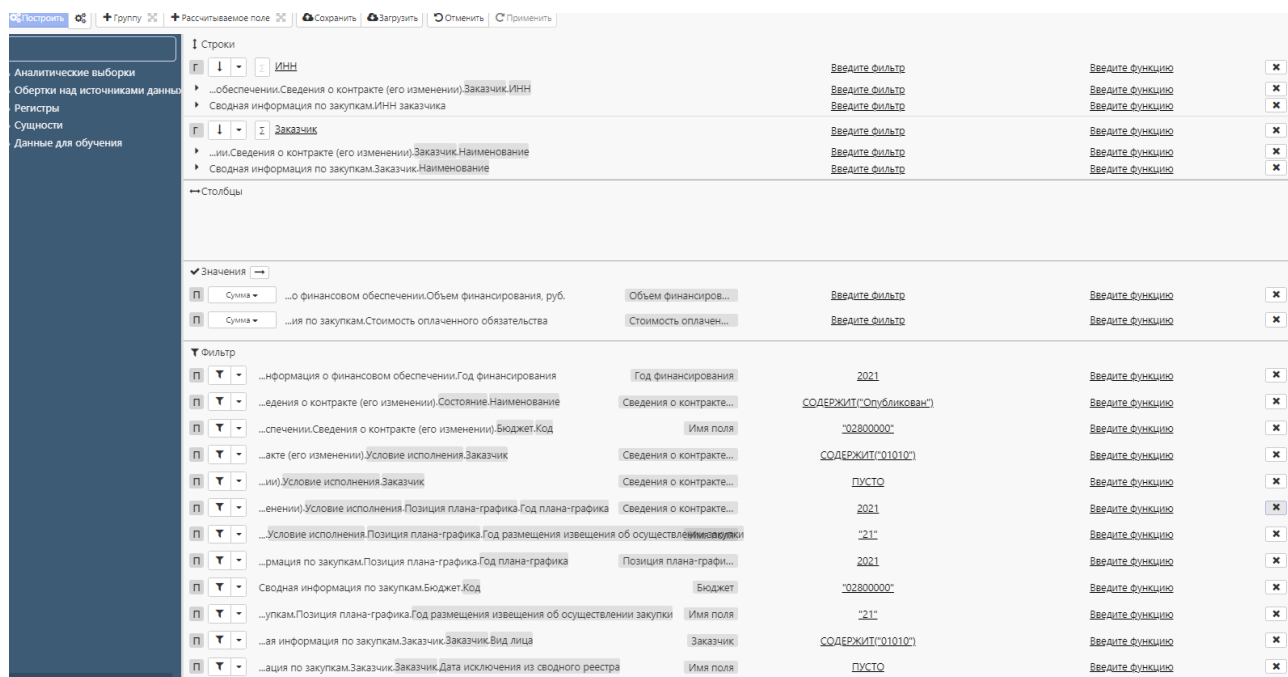 Построить + Группу + Рассчитываемое поле Сохранить Загрузить Отменить Применить
Аналитические выборки
Обертки над источниками данных
Регистры
Сущности
Данные для обучения
Строки
Г Σ ИНН Введите фильтр Введите функцию
...обеспечении.Сведения о контракте (его изменении).Заказчик.ИНН Введите фильтр Введите функцию
Сводная информация по закупкам.ИНН заказчика Введите фильтр Введите функцию
Г Σ Заказчик Введите фильтр Введите функцию
...ии.Сведения о контракте (его изменении).Заказчик.Наименование Введите фильтр Введите функцию
Сводная информация по закупкам.Заказчик.Наименование Введите фильтр Введите функцию
Столбцы
Значения
П Сумма ...о финансовом обеспечении.Объем финансирования, руб. Объем финансиров... Введите фильтр Введите функцию
П Сумма ...ия по закупкам.Стоимость оплаченного обязательства Стоимость оплачен... Введите фильтр Введите функцию
Фильтр
П ...нформация о финансовом обеспечении.Год финансирования Год финансирования 2021 Введите функцию
П ...едения о контракте (его изменении).Состояние.Наименование Сведения о контракте... СОДЕРЖИТ("Опубликован") Введите функцию
П ...спечении.Сведения о контракте (его изменении).Бюджет.Код Имя поля "02800000" Введите функцию
П ...акте (его изменении).Условие исполнения.Заказчик Сведения о контракте... СОДЕРЖИТ("01010") Введите функцию
П ...ии).Условие исполнения.Заказчик Сведения о контракте... ПУСТО Введите функцию
П ...енении).Условие исполнения.Позиция плана-графика.Год плана-графика Сведения о контракте... 2021 Введите функцию
П ...Условие исполнения.Позиция плана-графика.Год размещения извещения об осуществлении закупки "21" Введите функцию
П ...рмация по закупкам.Позиция плана-графика.Год плана-графика Позиция плана-графи... 2021 Введите функцию
П Сводная информация по закупкам.Бюджет.Код Бюджет "02800000" Введите функцию
П ...упкам.Позиция плана-графика.Год размещения извещения об осуществлении закупки Имя поля "21" Введите функцию
П ...ая информация по закупкам.Заказчик.Заказчик.Вид лица Заказчик СОДЕРЖИТ("01010") Введите функцию
П ...ация по закупкам.Заказчик.Заказчик.Дата исключения из сводного реестра Имя поля ПУСТО Введите функцию